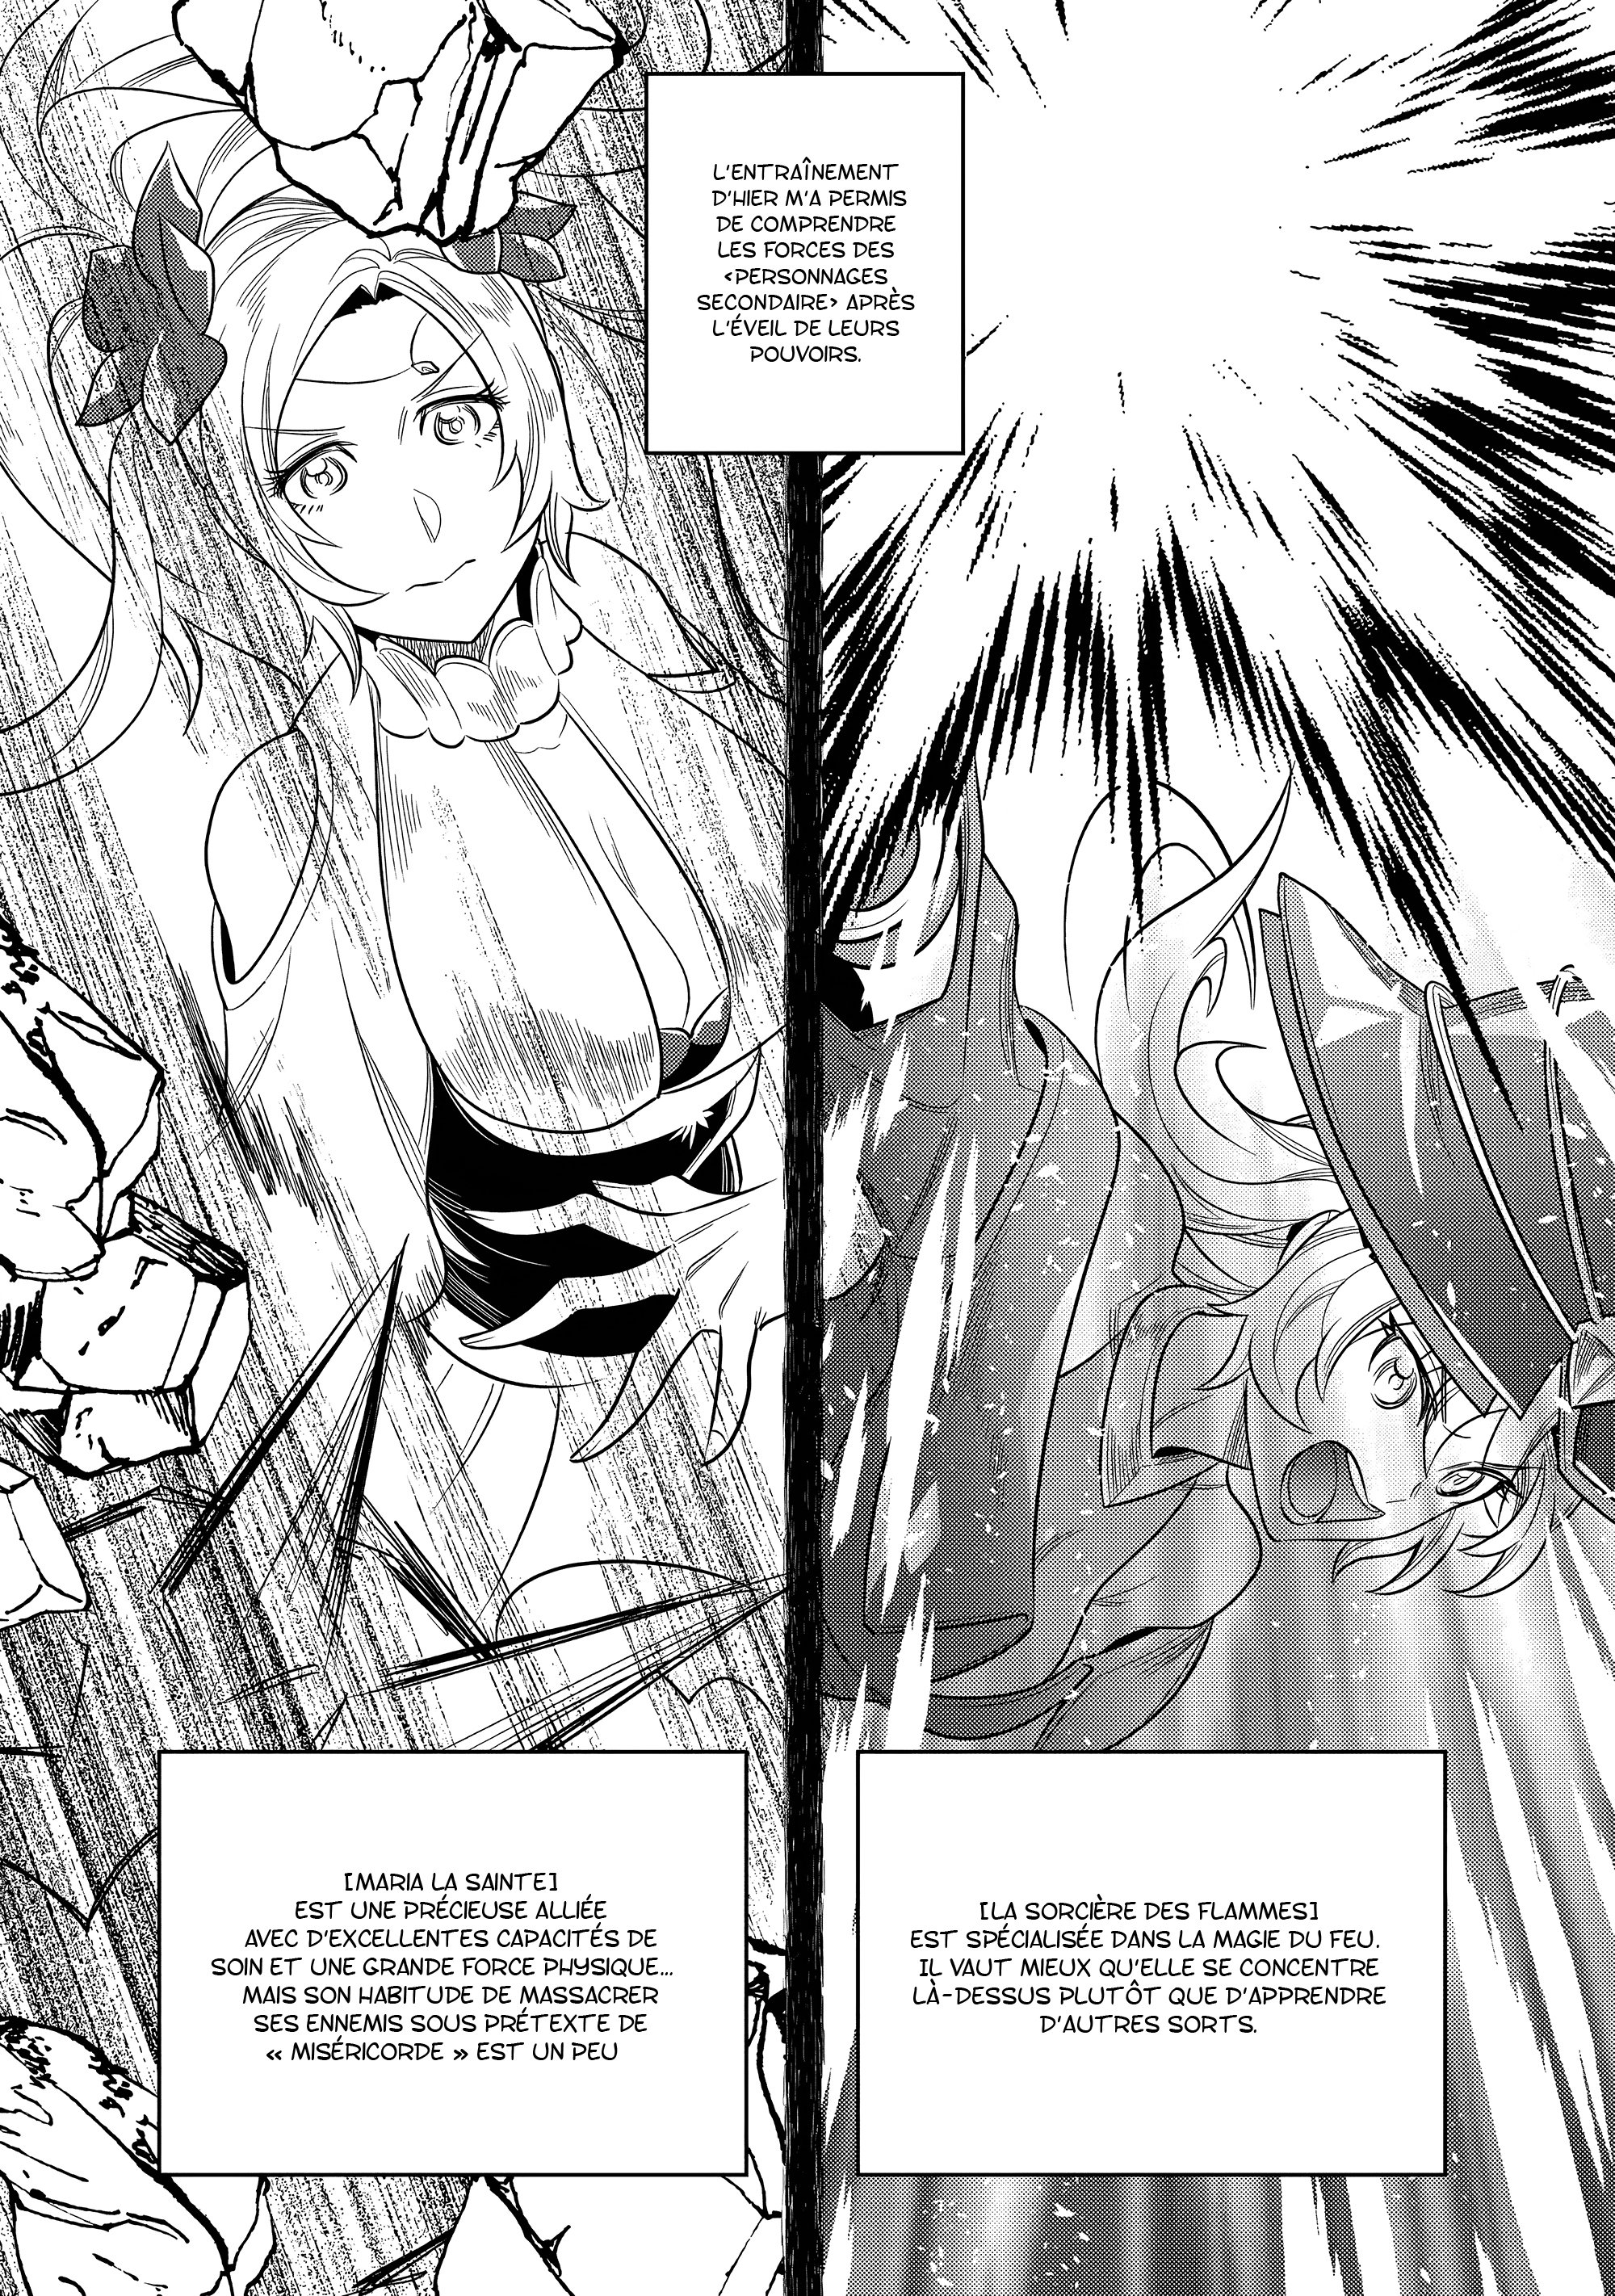 L'ENTRAÎNEMENT
D'HIER M'A PERMIS
DE COMPRENDRE
LES FORCES DES
<PERSONNAGES
SECONDAIRE> APRÈS
L'ÉVEIL DE LEURS
POUVOIRS.
[LA SORCIÈRE DES FLAMMES]
EST SPÉCIALISÉE DANS LA MAGIE DU FEU.
IL VAUT MIEUX QU'ELLE SE CONCENTRE
LÀ-DESSUS PLUTÔT QUE D'APPRENDRE
D'AUTRES SORTS.
[MARIA LA SAINTE]
EST UNE PRÉCIEUSE ALLIÉE
AVEC D'EXCELLENTES CAPACITÉS DE
SOIN ET UNE GRANDE FORCE PHYSIQUE...
MAIS SON HABITUDE DE MASSACRER
SES ENNEMIS SOUS PRÉTEXTE DE
« MISÉRICORDE » EST UN PEU